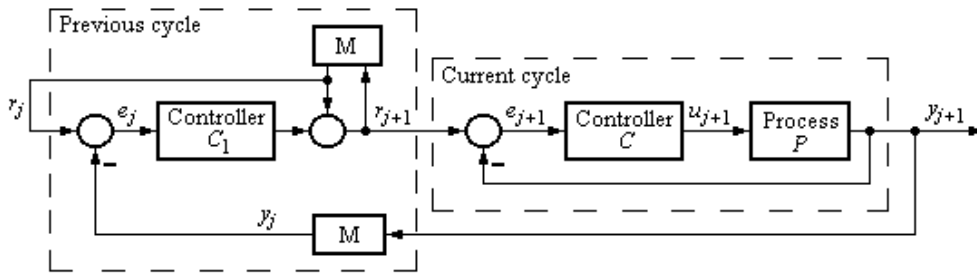 Previous cycle
M
Current cycle
r_j
e_j
Controller
C_1
r_{j+1}
e_{j+1}
Controller
C
u_{j+1}
Process
P
y_{j+1}
y_j
M